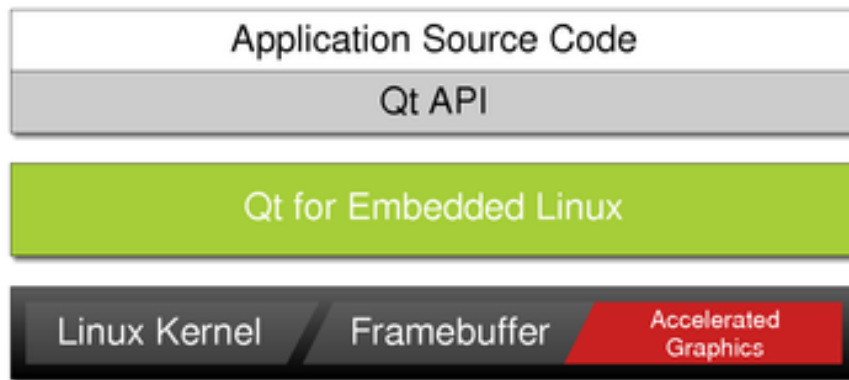 Application Source Code
Qt API
Qt for Embedded Linux
Linux Kernel
Framebuffer
Accelerated
Graphics